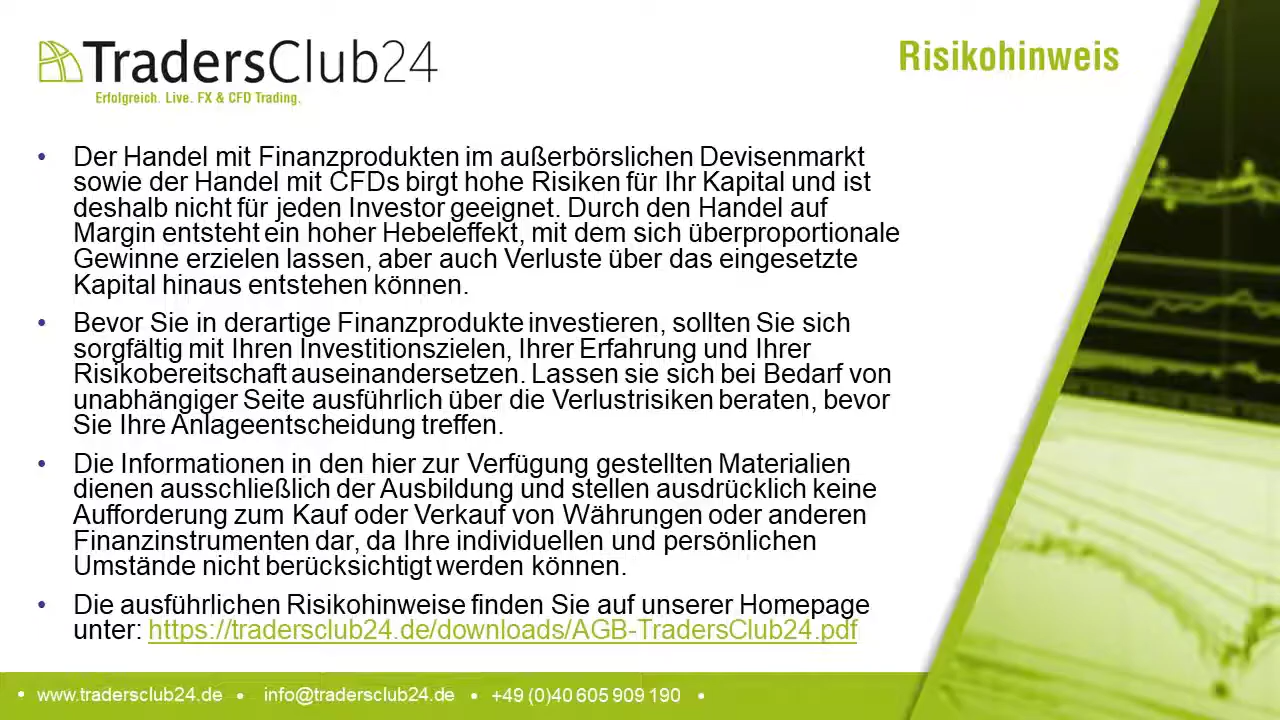 TradersClub24
Erfolgreich. Live. FX & CFD Trading.
Risikohinweis
• Der Handel mit Finanzprodukten im außerbörslichen Devisenmarkt
sowie der Handel mit CFDs birgt hohe Risiken für Ihr Kapital und ist
deshalb nicht für jeden Investor geeignet. Durch den Handel auf
Margin entsteht ein hoher Hebeleffekt, mit dem sich überproportionale
Gewinne erzielen lassen, aber auch Verluste über das eingesetzte
Kapital hinaus entstehen können.
• Bevor Sie in derartige Finanzprodukte investieren, sollten Sie sich
sorgfältig mit Ihren Investitionszielen, Ihrer Erfahrung und Ihrer
Risikobereitschaft auseinandersetzen. Lassen sie sich bei Bedarf von
unabhängiger Seite ausführlich über die Verlustrisiken beraten, bevor
Sie Ihre Anlageentscheidung treffen.
• Die Informationen in den hier zur Verfügung gestellten Materialien
dienen ausschließlich der Ausbildung und stellen ausdrücklich keine
Aufforderung zum Kauf oder Verkauf von Währungen oder anderen
Finanzinstrumenten dar, da Ihre individuellen und persönlichen
Umstände nicht berücksichtigt werden können.
• Die ausführlichen Risikohinweise finden Sie auf unserer Homepage
unter: https://tradersclub24.de/downloads/AGB-TradersClub24.pdf
• www.tradersclub24.de • info@tradersclub24.de • +49 (0)40 605 909 190 •